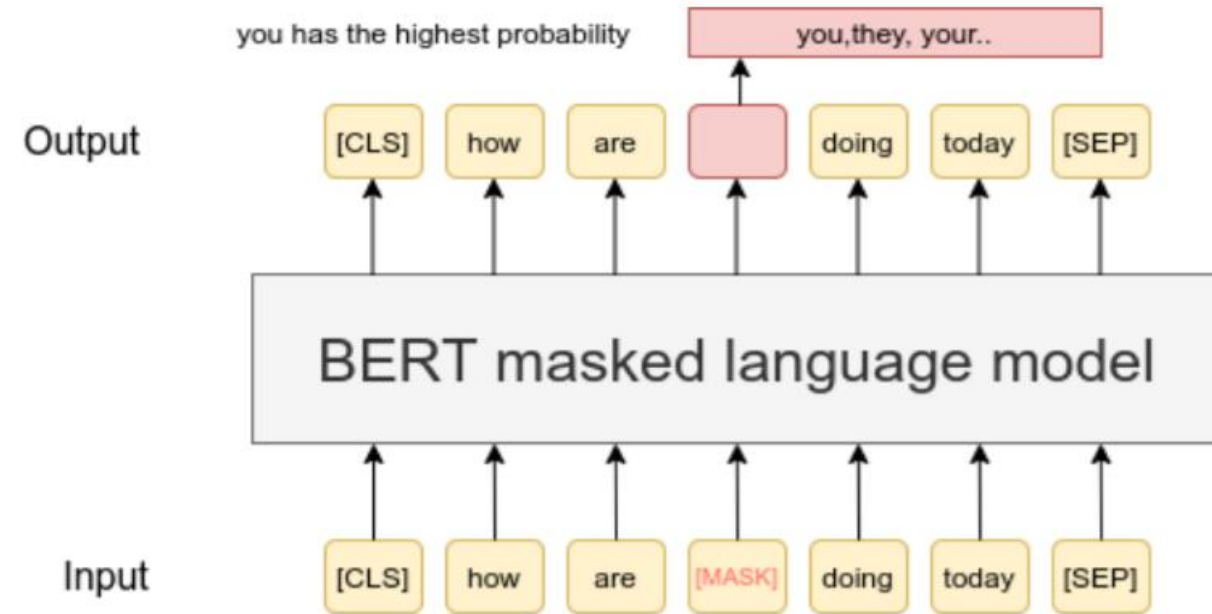 you has the highest probability
you,they, your..
Output
[CLS] how are doing today [SEP]
BERT masked language model
Input
[CLS] how are [MASK] doing today [SEP]